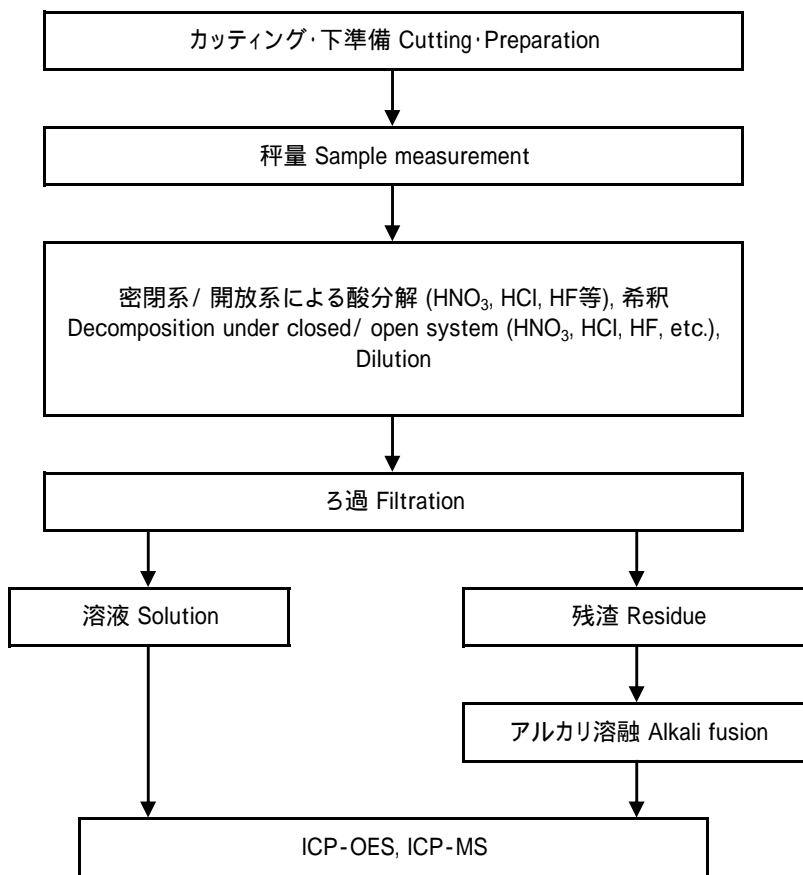 カッティング・下準備 Cutting・Preparation
秤量 Sample measurement
密閉系/ 開放系による酸分解 (HNO₃, HCl, HF等), 希釈
Decomposition under closed/ open system (HNO₃, HCl, HF, etc.),
Dilution
ろ過 Filtration
溶液 Solution
残渣 Residue
アルカリ溶融 Alkali fusion
ICP-OES, ICP-MS